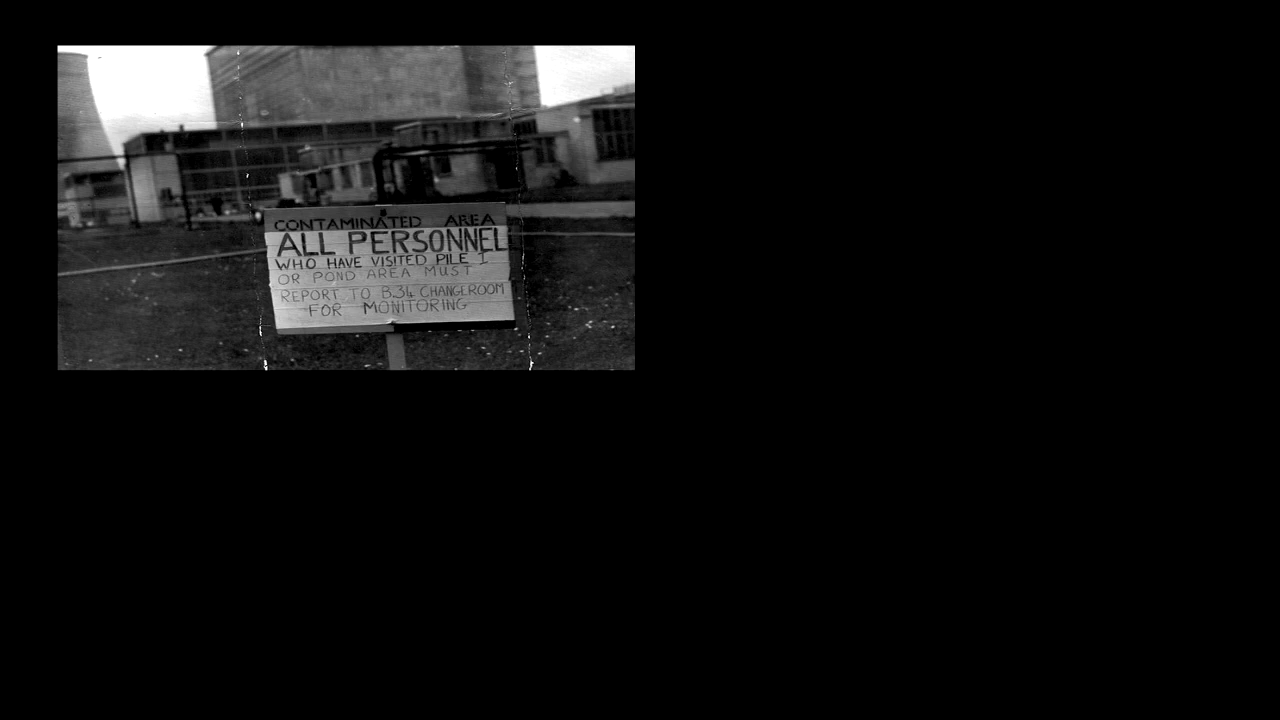 CONTAMINATED AREA
ALL PERSONNEL
WHO HAVE VISITED PILE I
OR POND AREA MUST
REPORT TO B.34 CHANGEROOM
FOR MONITORING